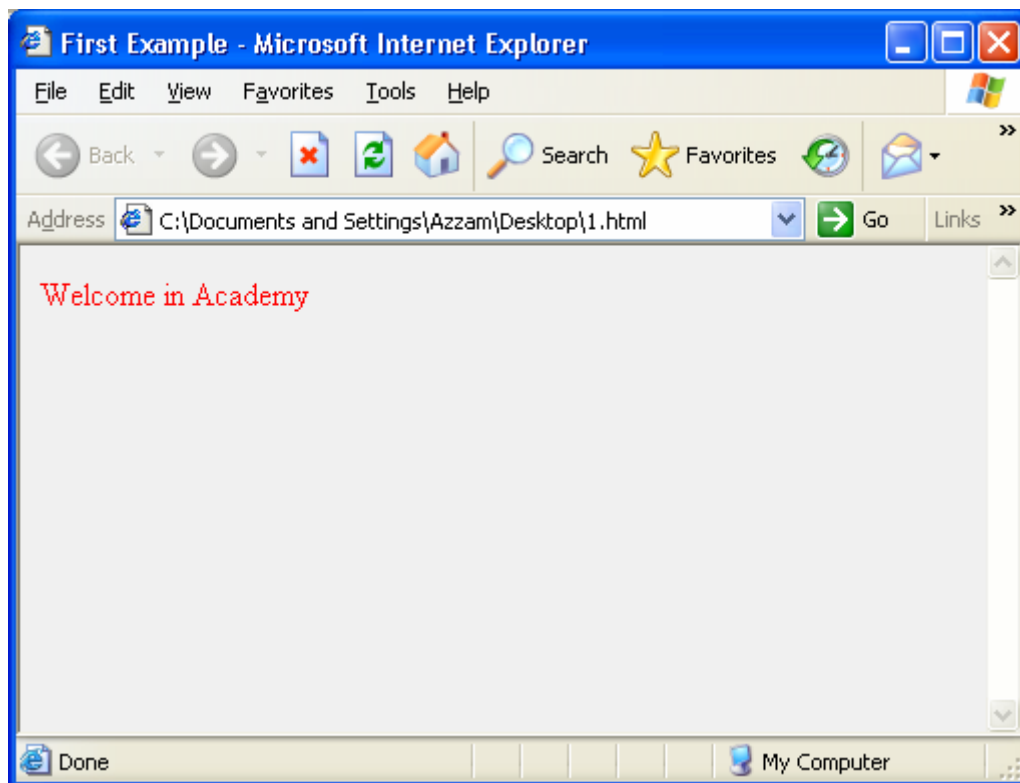 First Example - Microsoft Internet Explorer
File Edit View Favorites Tools Help
Back Search Favorites
Address C:\Documents and Settings\Azzam\Desktop\1.html Go Links
Welcome in Academy
Done My Computer